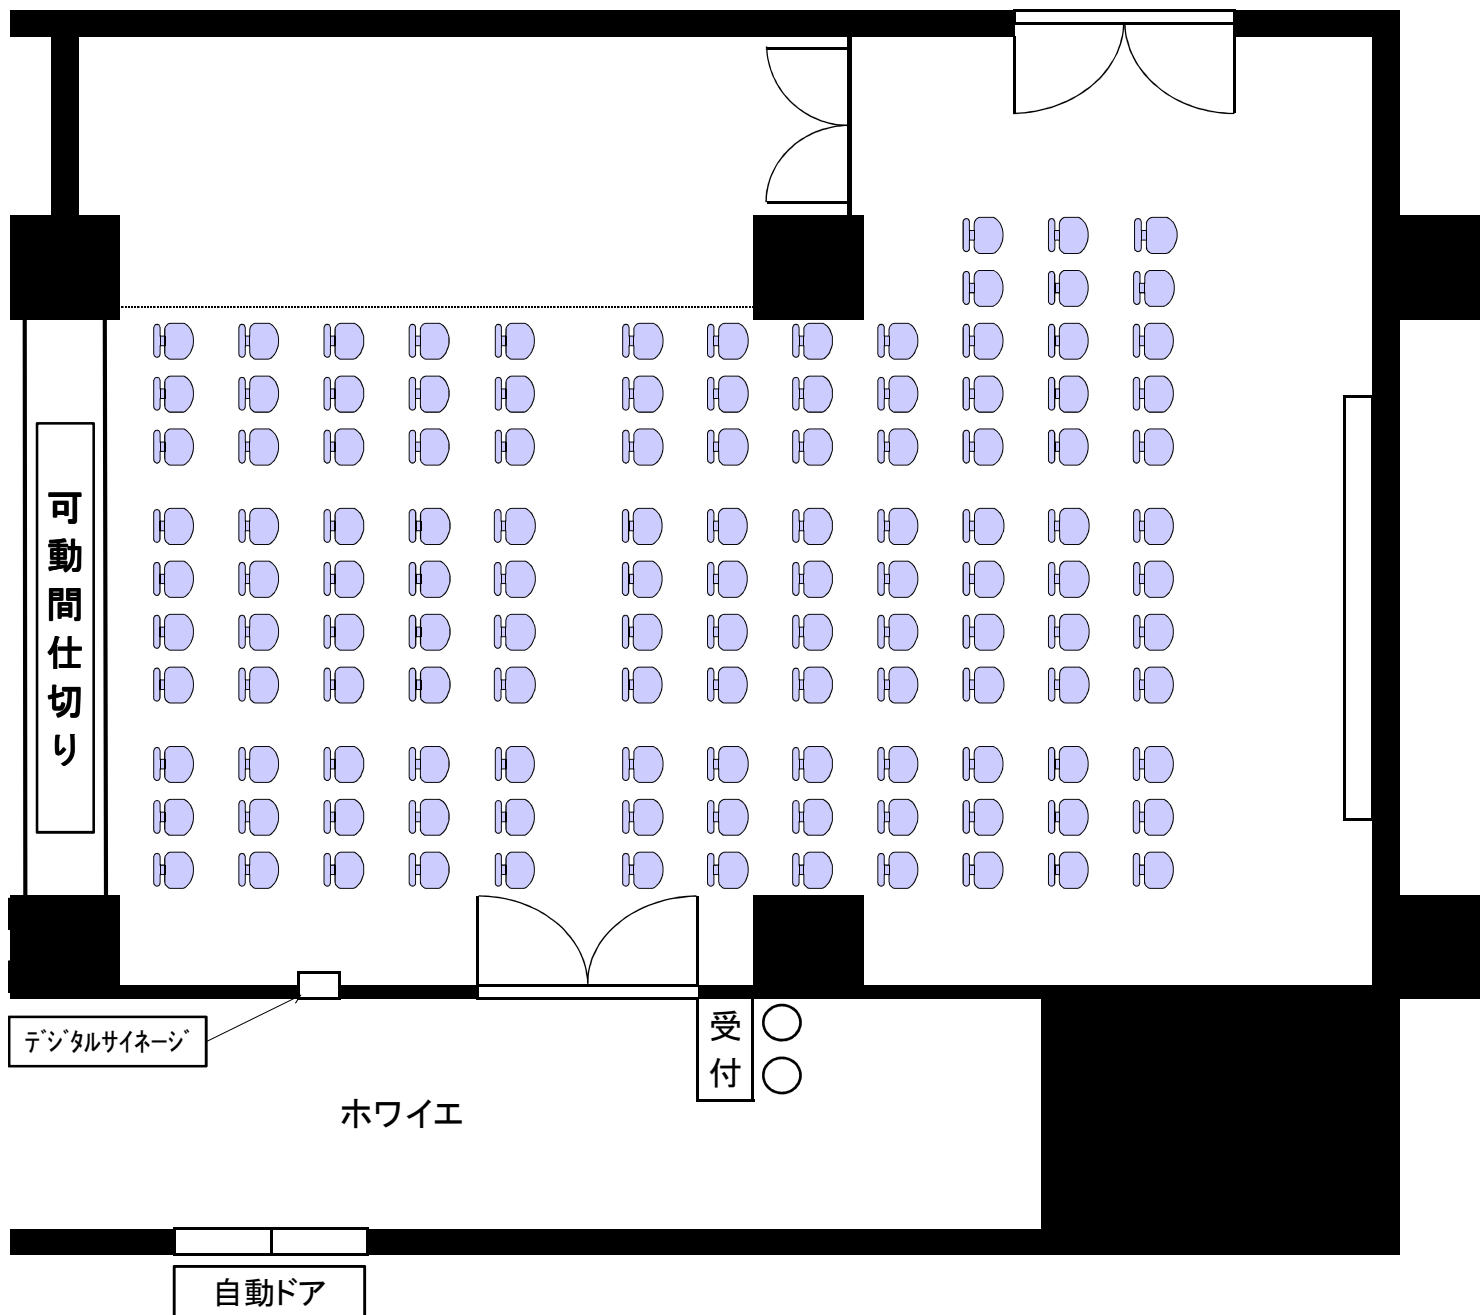 可動間仕切り
デジタルサイネージ
受付
ホワイエ
自動ドア